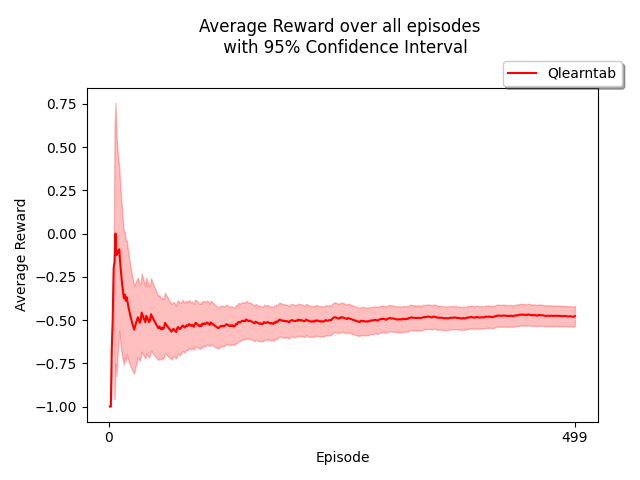 Average Reward over all episodes
with 95% Confidence Interval
Qlearntab
0.75
0.50
0.25
0.00
−0.25
−0.50
−0.75
−1.00
Average Reward
0
499
Episode